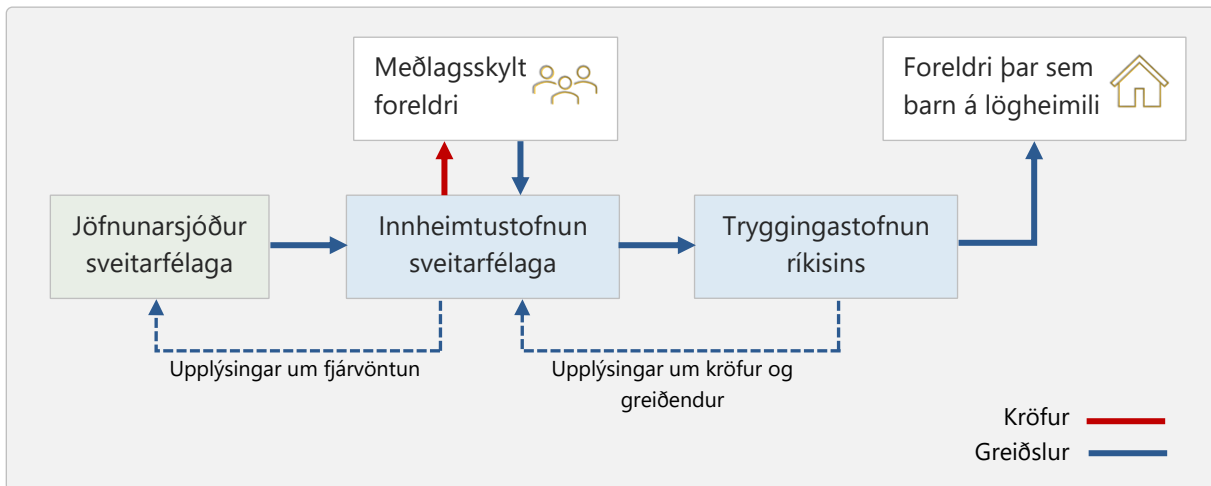 Meðlagsskylt
foreldri
Foreldri þar sem
barn á lögheimili
Jöfnunarsjóður
sveitarfélaga
Innheimtustofnun
sveitarfélaga
Tryggingastofnun
ríkisins
Upplýsingar um fjárvöntun
Upplýsingar um kröfur og
greiðendur
Kröfur
Greiðslur